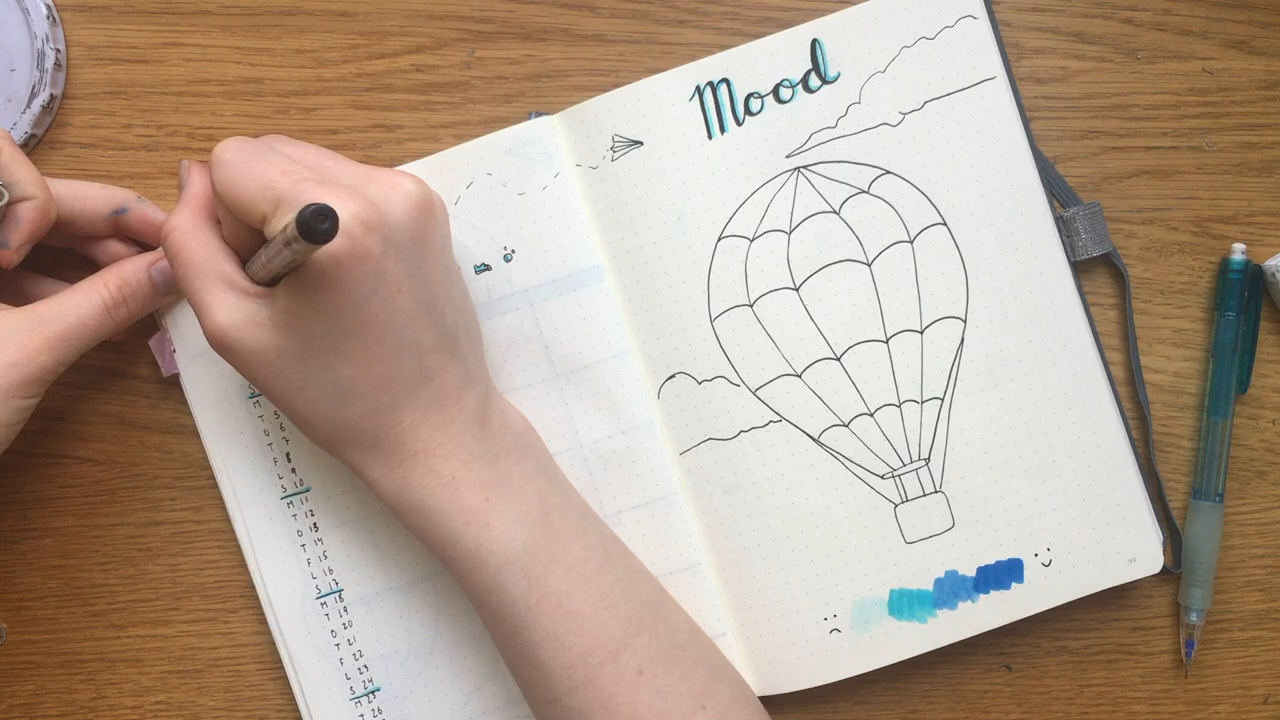 Mood
S
M
T 5
O 6
T 7
F 8
L 9
S 10
M 11
T 12
O 13
T 14
F 15
L 16
S 17
M 18
T 19
O 20
T 21
F 22
L 23
S 24
M 25
T 26